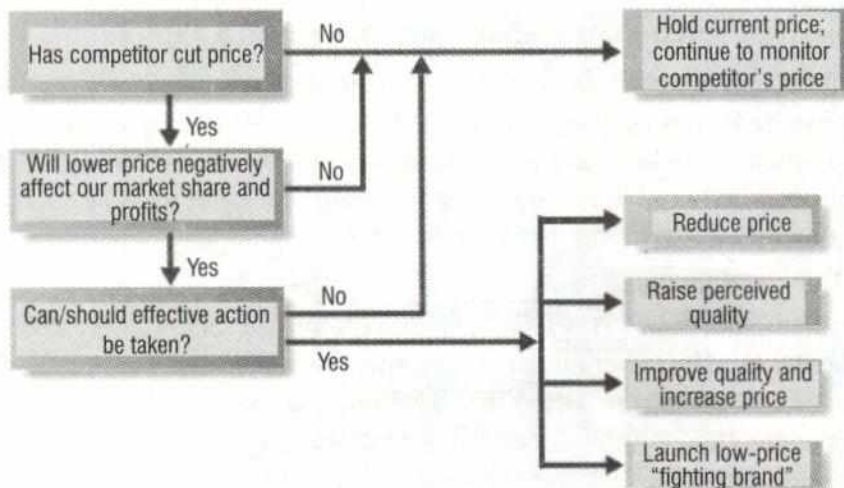 Has competitor cut price?
No
Hold current price;
continue to monitor
competitor's price
Yes
Will lower price negatively
affect our market share and
profits?
No
Yes
Can/should effective action
be taken?
No
Yes
Reduce price
Raise perceived
quality
Improve quality and
increase price
Launch low-price
"fighting brand"